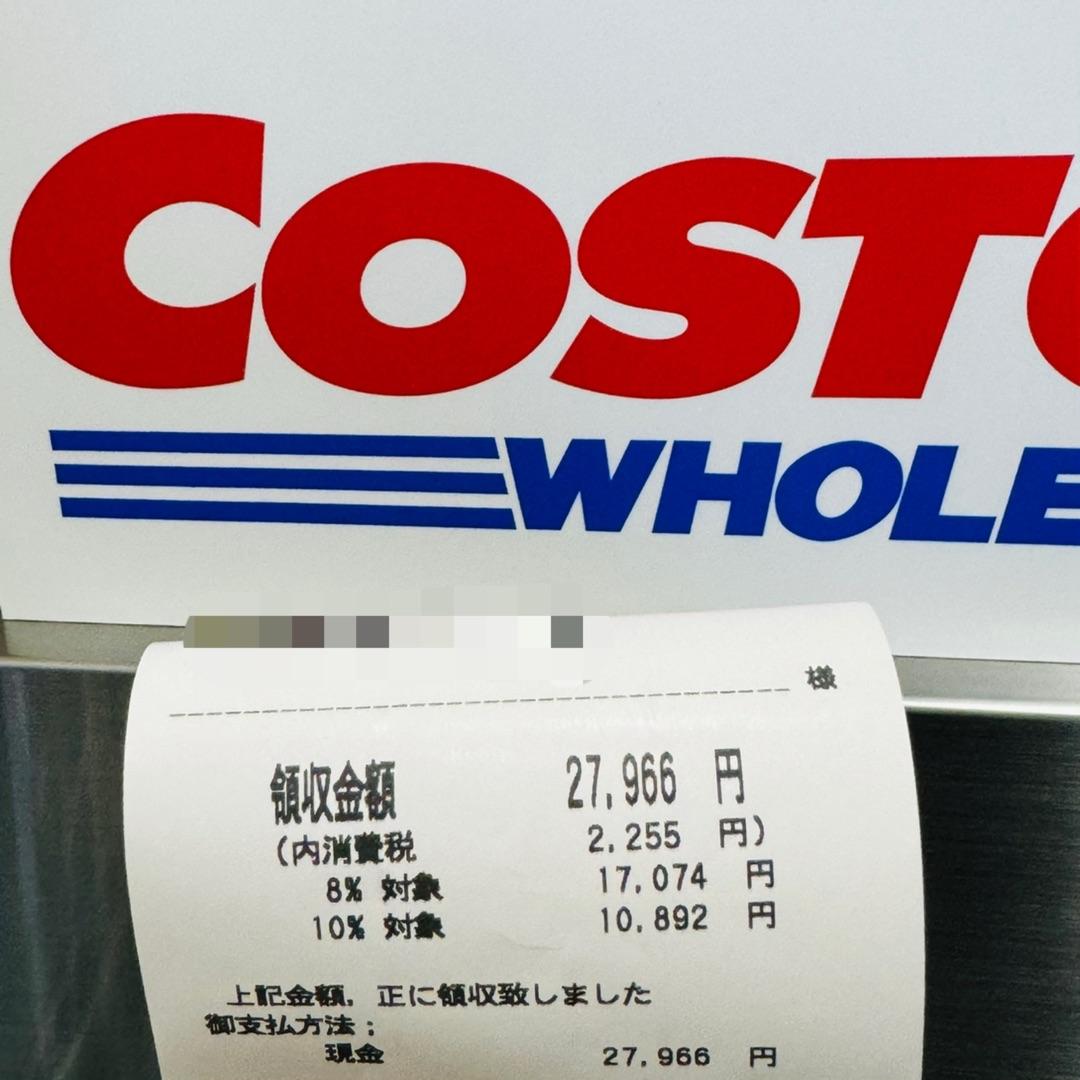 COSTC
WHOLE
様
領収金額 27,966 円
(内消費税 2,255 円)
8% 対象 17,074 円
10% 対象 10,892 円
上記金額, 正に領収致しました
御支払方法;
現金 27,966 円